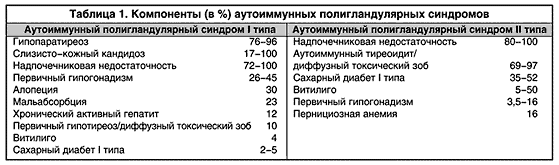 Таблица 1. Компоненты (в %) аутоиммунных полигландулярных синдромов
Аутоиммунный полигландулярный синдром I типа
Гипопаратиреоз 76–96
Слизисто-кожный кандидоз 17–100
Надпочечниковая недостаточность 72–100
Первичный гипогонадизм 26–45
Алопеция 30
Мальабсорбция 23
Хронический активный гепатит 12
Первичный гипотиреоз/диффузный токсический зоб 10
Витилиго 4
Сахарный диабет I типа 2–5
Аутоиммунный полигландулярный синдром II типа
Надпочечниковая недостаточность 80–100
Аутоиммунный тиреоидит/
диффузный токсический зоб 69–97
Сахарный диабет I типа 35–52
Витилиго 5–50
Первичный гипогонадизм 3,5–16
Пернициозная анемия 16